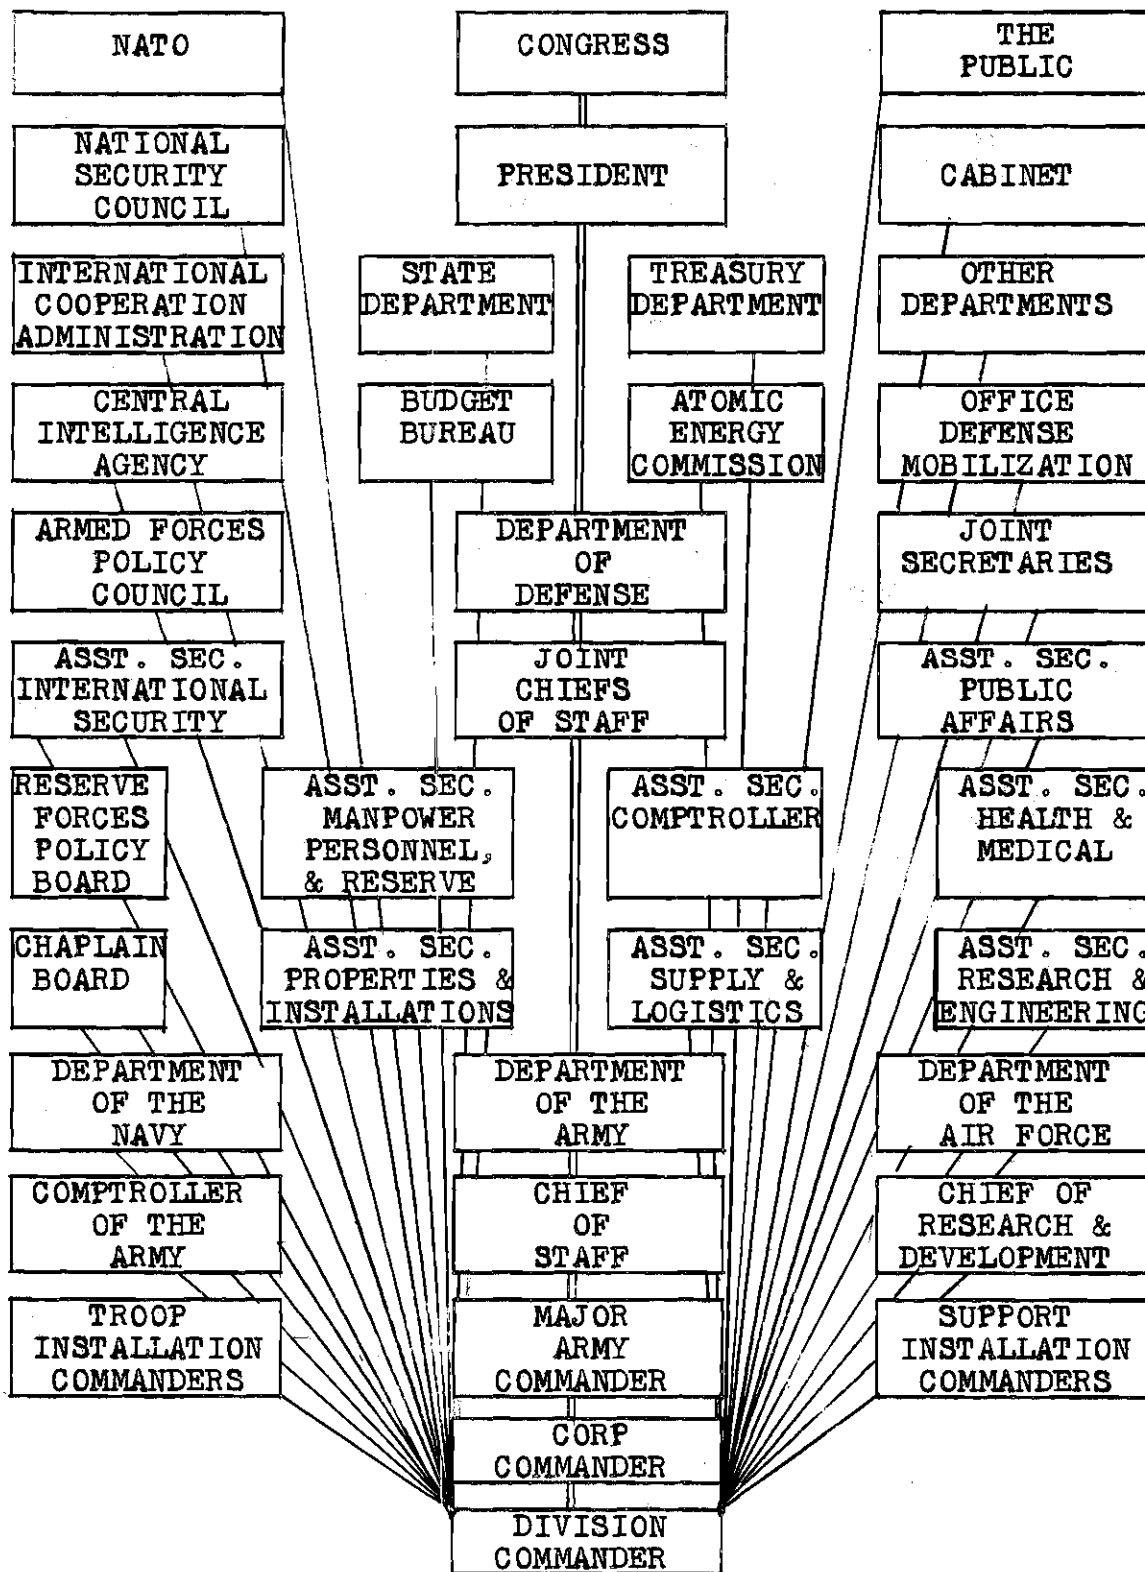 NATO
CONGRESS
THE
PUBLIC
NATIONAL
SECURITY
COUNCIL
PRESIDENT
CABINET
INTERNATIONAL
COOPERATION
ADMINISTRATION
STATE
DEPARTMENT
TREASURY
DEPARTMENT
OTHER
DEPARTMENTS
CENTRAL
INTELLIGENCE
AGENCY
BUDGET
BUREAU
ATOMIC
ENERGY
COMMISSION
OFFICE
DEFENSE
MOBILIZATION
ARMED FORCES
POLICY
COUNCIL
DEPARTMENT
OF
DEFENSE
JOINT
SECRETARIES
ASST. SEC.
INTERNATIONAL
SECURITY
JOINT
CHIEFS
OF STAFF
ASST. SEC.
PUBLIC
AFFAIRS
RESERVE
FORCES
POLICY
BOARD
ASST. SEC.
MANPOWER
PERSONNEL,
& RESERVE
ASST. SEC.
COMPTROLLER
ASST. SEC.
HEALTH &
MEDICAL
CHAPLAIN
BOARD
ASST. SEC.
PROPERTIES &
INSTALLATIONS
ASST. SEC.
SUPPLY &
LOGISTICS
ASST. SEC.
RESEARCH &
ENGINEERING
DEPARTMENT
OF THE
NAVY
DEPARTMENT
OF THE
ARMY
DEPARTMENT
OF THE
AIR FORCE
COMPTROLLER
OF THE
ARMY
CHIEF
OF
STAFF
CHIEF OF
RESEARCH &
DEVELOPMENT
TROOP
INSTALLATION
COMMANDERS
MAJOR
ARMY
COMMANDER
SUPPORT
INSTALLATION
COMMANDERS
CORP
COMMANDER
DIVISION
COMMANDER